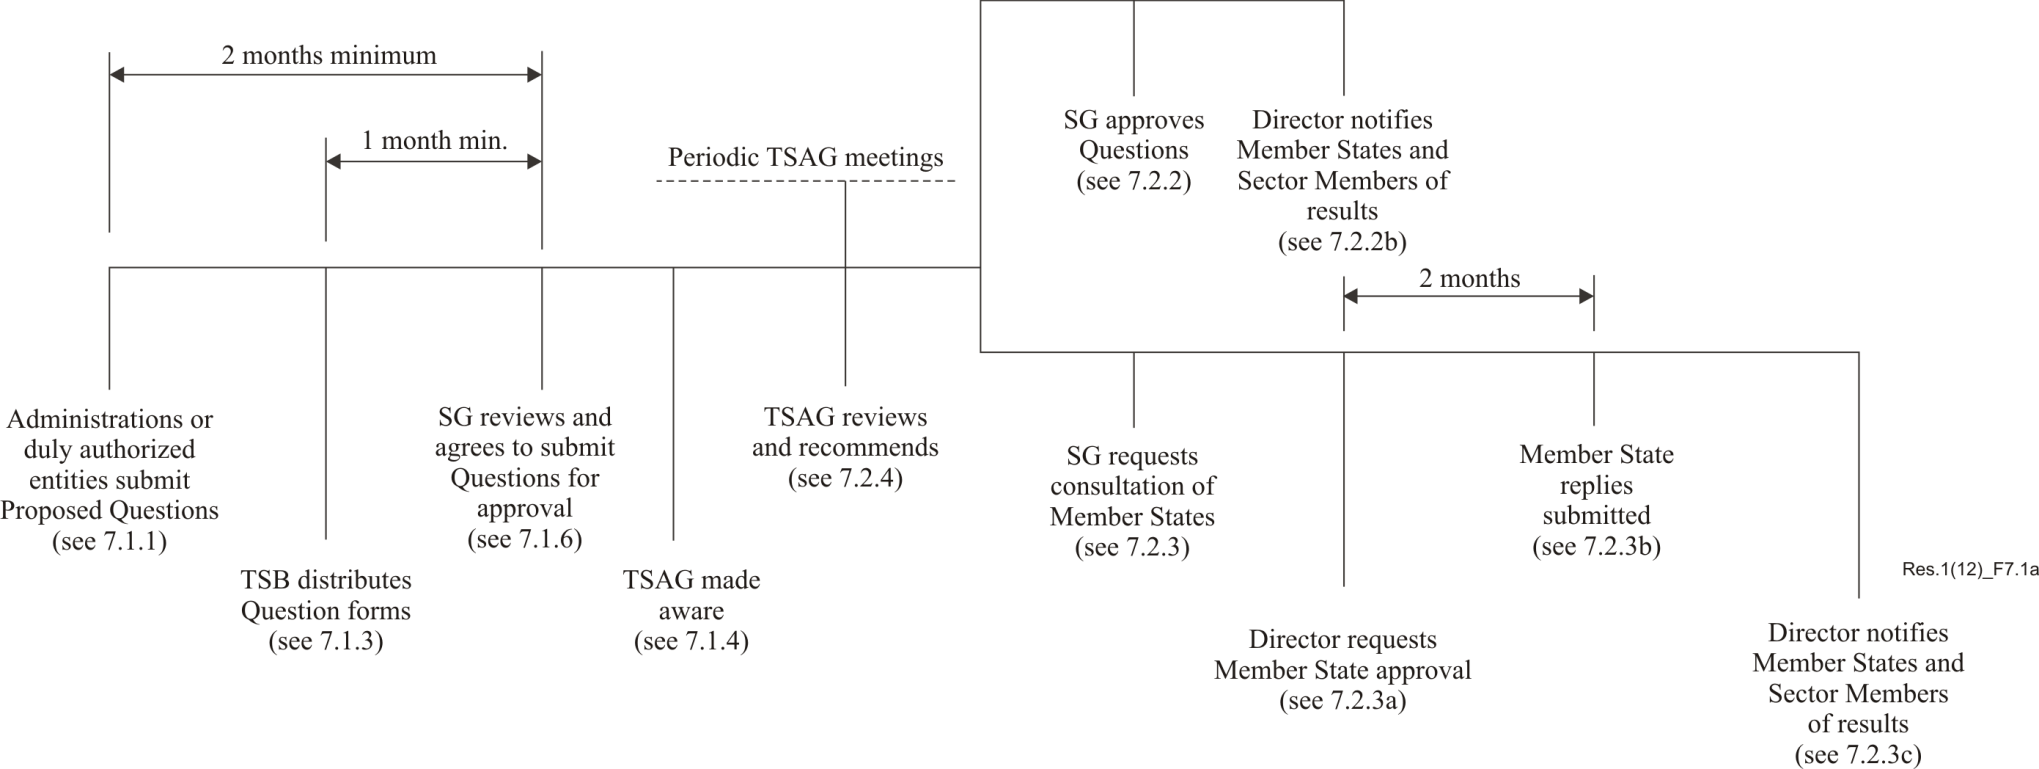 2 months minimum
1 month min.
Periodic TSAG meetings
SG approves
Questions
(see 7.2.2)
Director notifies
Member States and
Sector Members of
results
(see 7.2.2b)
2 months
Administrations or
duly authorized
entities submit
Proposed Questions
(see 7.1.1)
TSB distributes
Question forms
(see 7.1.3)
SG reviews and
agrees to submit
Questions for
approval
(see 7.1.6)
TSAG made
aware
(see 7.1.4)
TSAG reviews
and recommends
(see 7.2.4)
SG requests
consultation of
Member States
(see 7.2.3)
Director requests
Member State approval
(see 7.2.3a)
Member State
replies
submitted
(see 7.2.3b)
Res.1(12)_F7.1a
Director notifies
Member States and
Sector Members
of results
(see 7.2.3c)